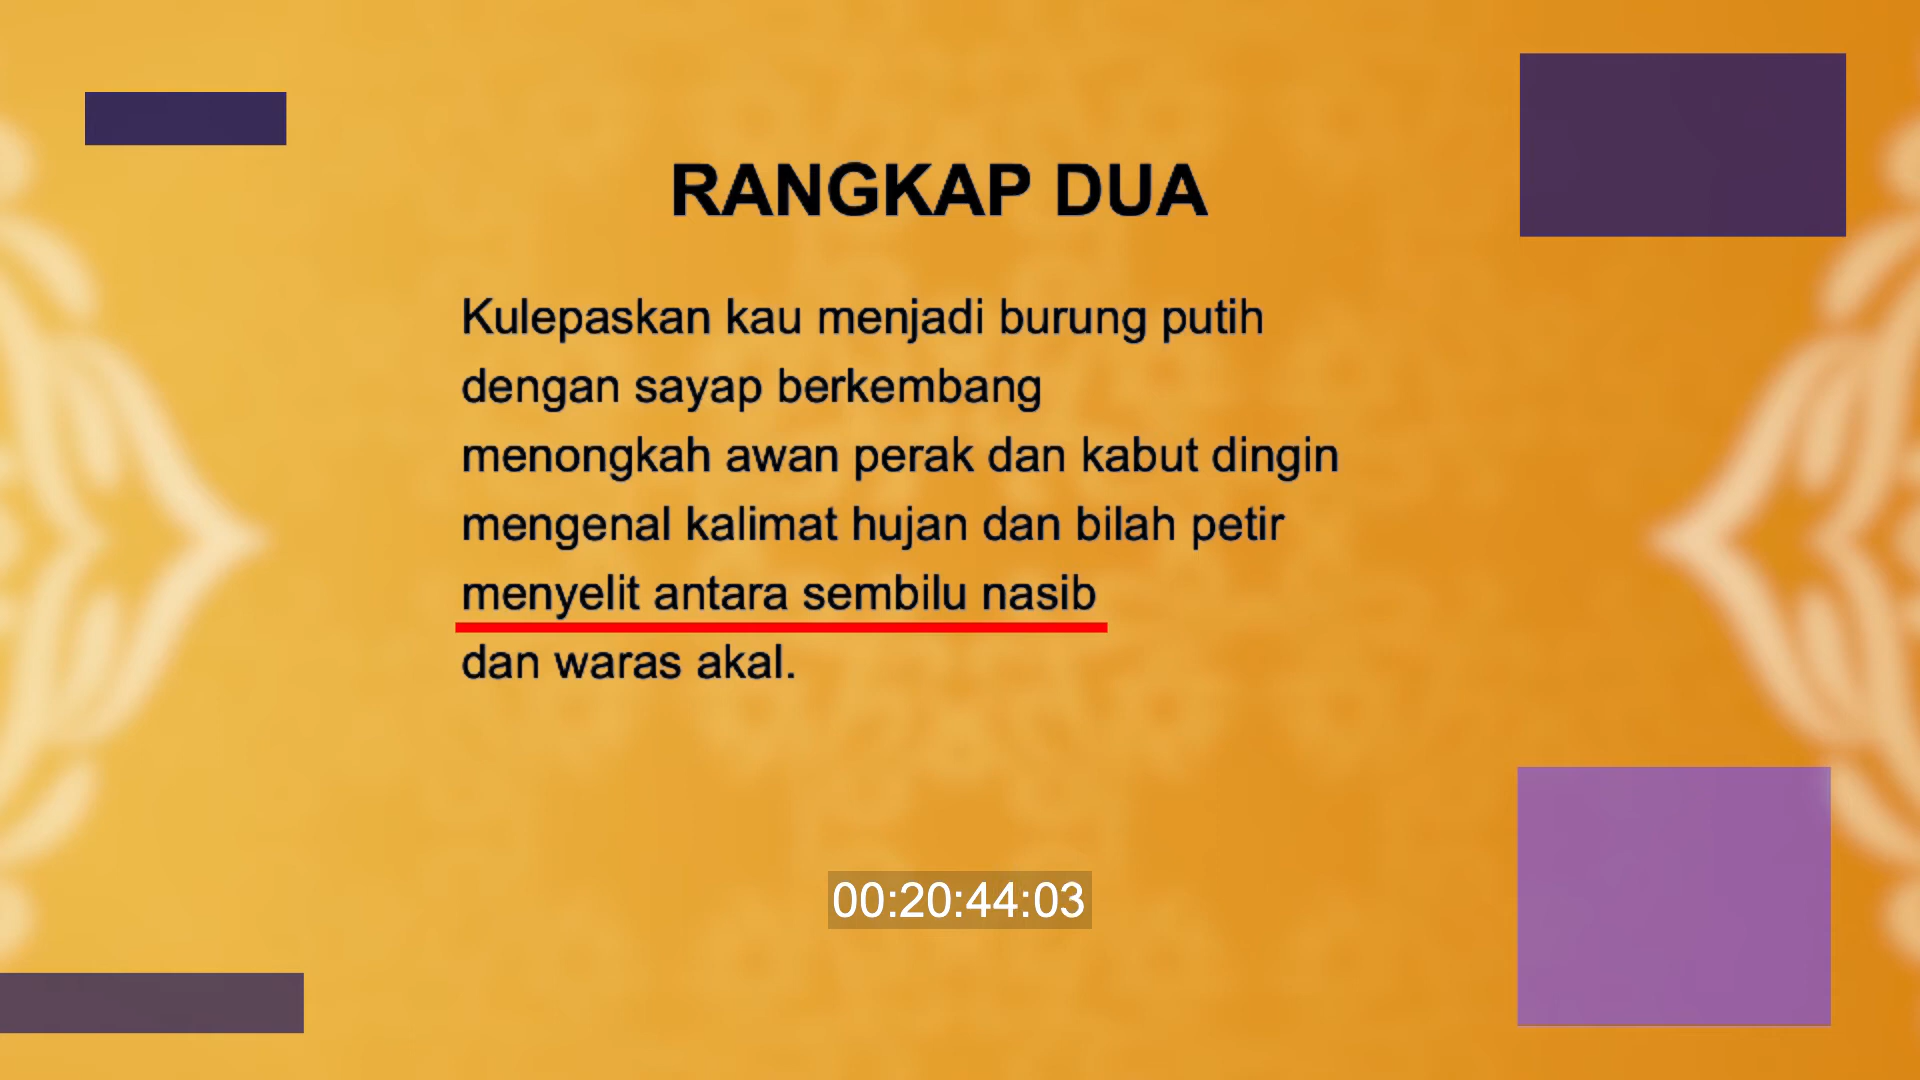 RANGKAP DUA
Kulepaskan kau menjadi burung putih
dengan sayap berkembang
menongkah awan perak dan kabut dingin
mengenal kalimat hujan dan bilah petir
menyelit antara sembilu nasib
dan waras akal.
00:20:44:03